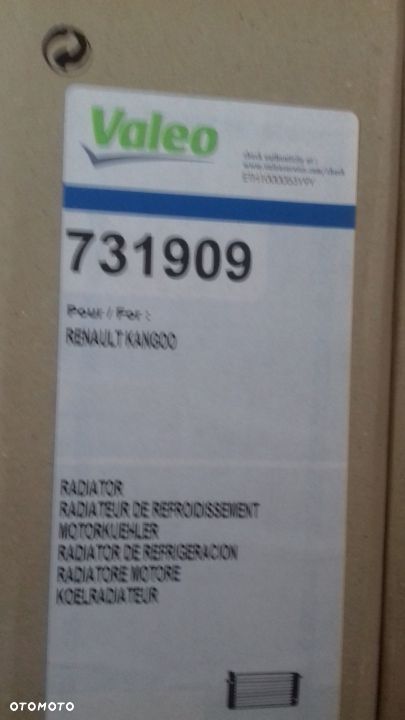 Valeo
731909
Pour / For :
RENAULT KANGOO
RADIATOR
RADIATEUR DE REFROIDISSEMENT
MOTORKUEHLER
RADIATOR DE REFRIGERACION
RADIATORE MOTORE
KOELRADIATEUR
OTOMOTO